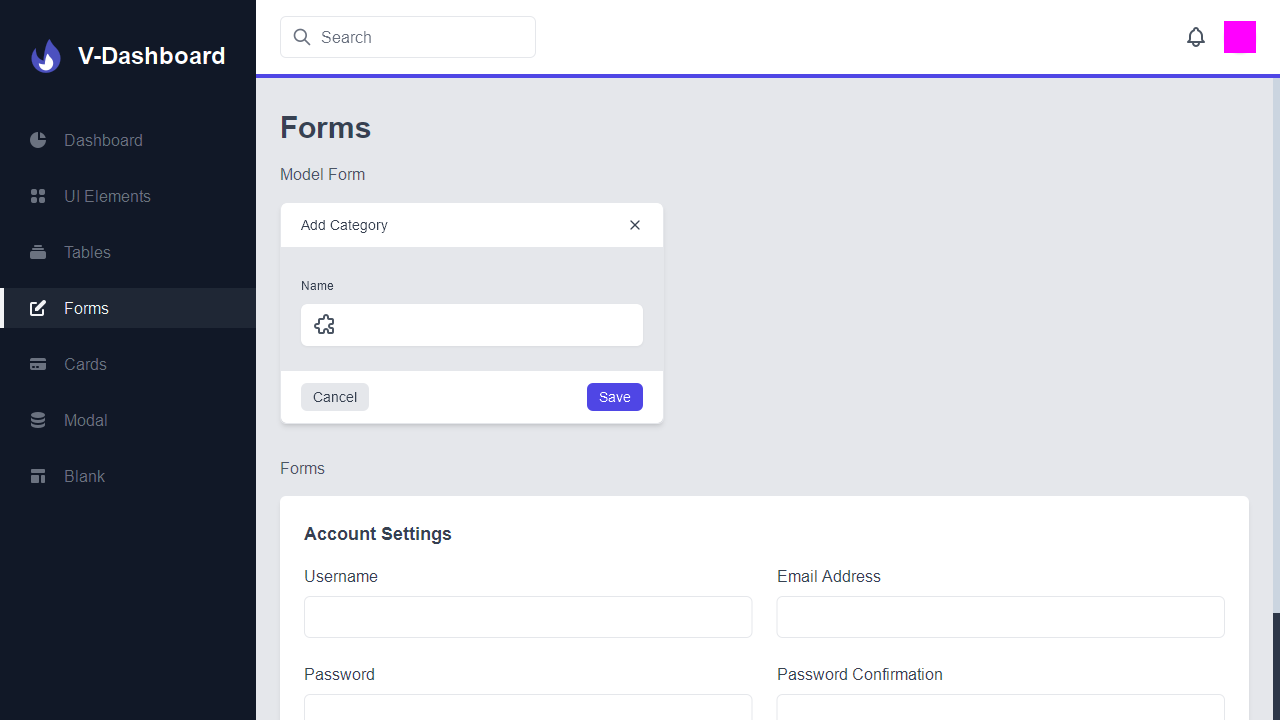 V-Dashboard
Search
Dashboard
UI Elements
Tables
Forms
Cards
Modal
Blank
Forms
Model Form
Add Category
Name
Cancel
Save
Forms
Account Settings
Username
Email Address
Password
Password Confirmation